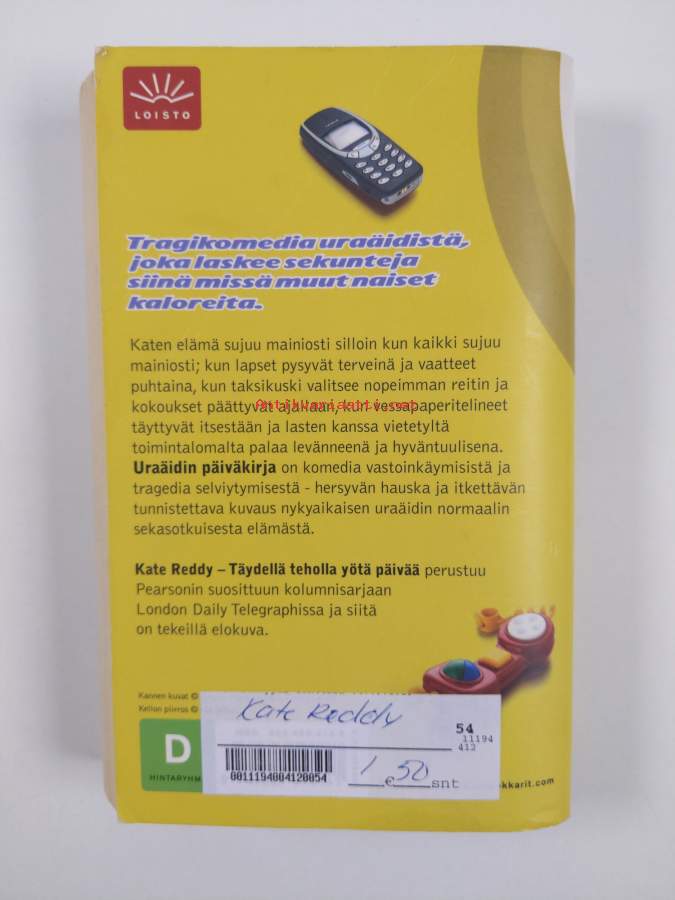 LOISTO
Tragikomedia uraäidistä,
joka laskee sekunteja
siinä missä muut naiset
kaloreita.
Katen elämä sujuu mainiosti silloin kun kaikki sujuu
mainiosti; kun lapset pysyvät terveinä ja vaatteet
puhtaina, kun taksikuski valitsee nopeimman reitin ja
kokoukset päättyvät ajallaan, kun vessapaperitelineet
täyttyvät itsestään ja lasten kanssa vietetyltä
toimintalomalta palaa levänneenä ja hyväntuulisena.
Uraäidin päiväkirja on komedia vastoinkäymisistä ja
tragedia selviytymisestä - hersyvän hauska ja itkettävän
tunnistettava kuvaus nykyaikaisen uraäidin normaalin
sekasotkuisesta elämästä.
Kate Reddy – Täydellä teholla yötä päivää perustuu
Pearsonin suosittuun kolumnisarjaan
London Daily Telegraphissa ja siitä
on tekeillä elokuva.
Kannen kuvat ©
Kellon piirros ©
Kate Reddy
54
11194
412
D
HINTARYHM
0011194004120054
1 € 50 snt
kkarit.com